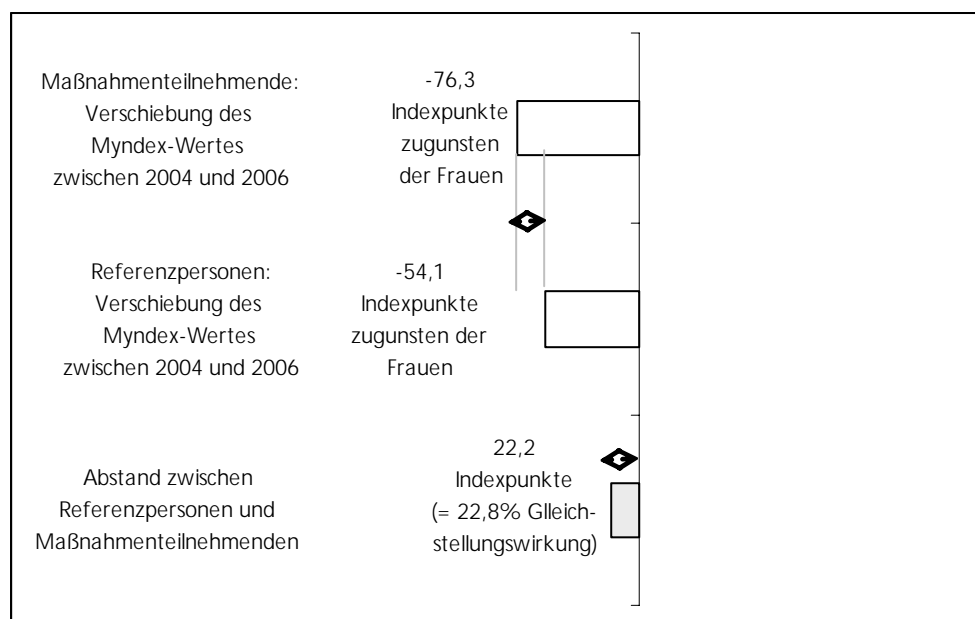 Maßnahmenteilnehmende:
Verschiebung des
Myndex-Wertes
zwischen 2004 und 2006
-76,3
Indexpunkte
zugunsten
der Frauen
Referenzpersonen:
Verschiebung des
Myndex-Wertes
zwischen 2004 und 2006
-54,1
Indexpunkte
zugunsten der
Frauen
Abstand zwischen
Referenzpersonen und
Maßnahmenteilnehmenden
22,2
Indexpunkte
(= 22,8% Glleich-
stellungswirkung)